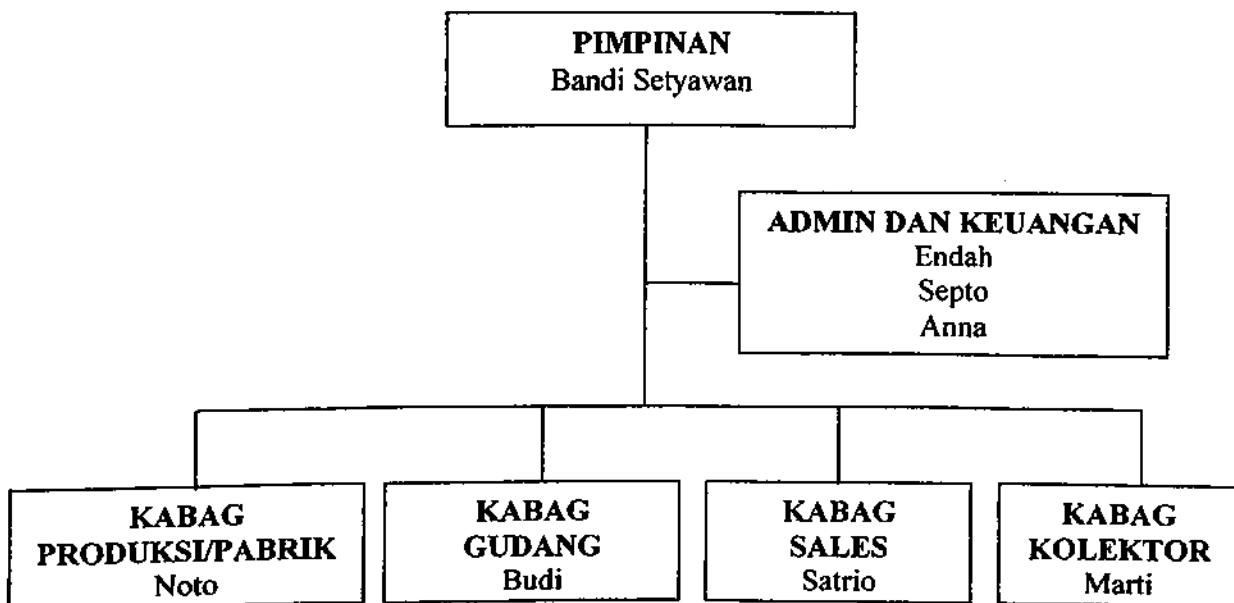 PIMPINAN
Bandi Setyawan
ADMIN DAN KEUANGAN
Endah
Septo
Anna
KABAG
PRODUKSI/PABRIK
Noto
KABAG
GUDANG
Budi
KABAG
SALES
Satrio
KABAG
KOLEKTOR
Marti